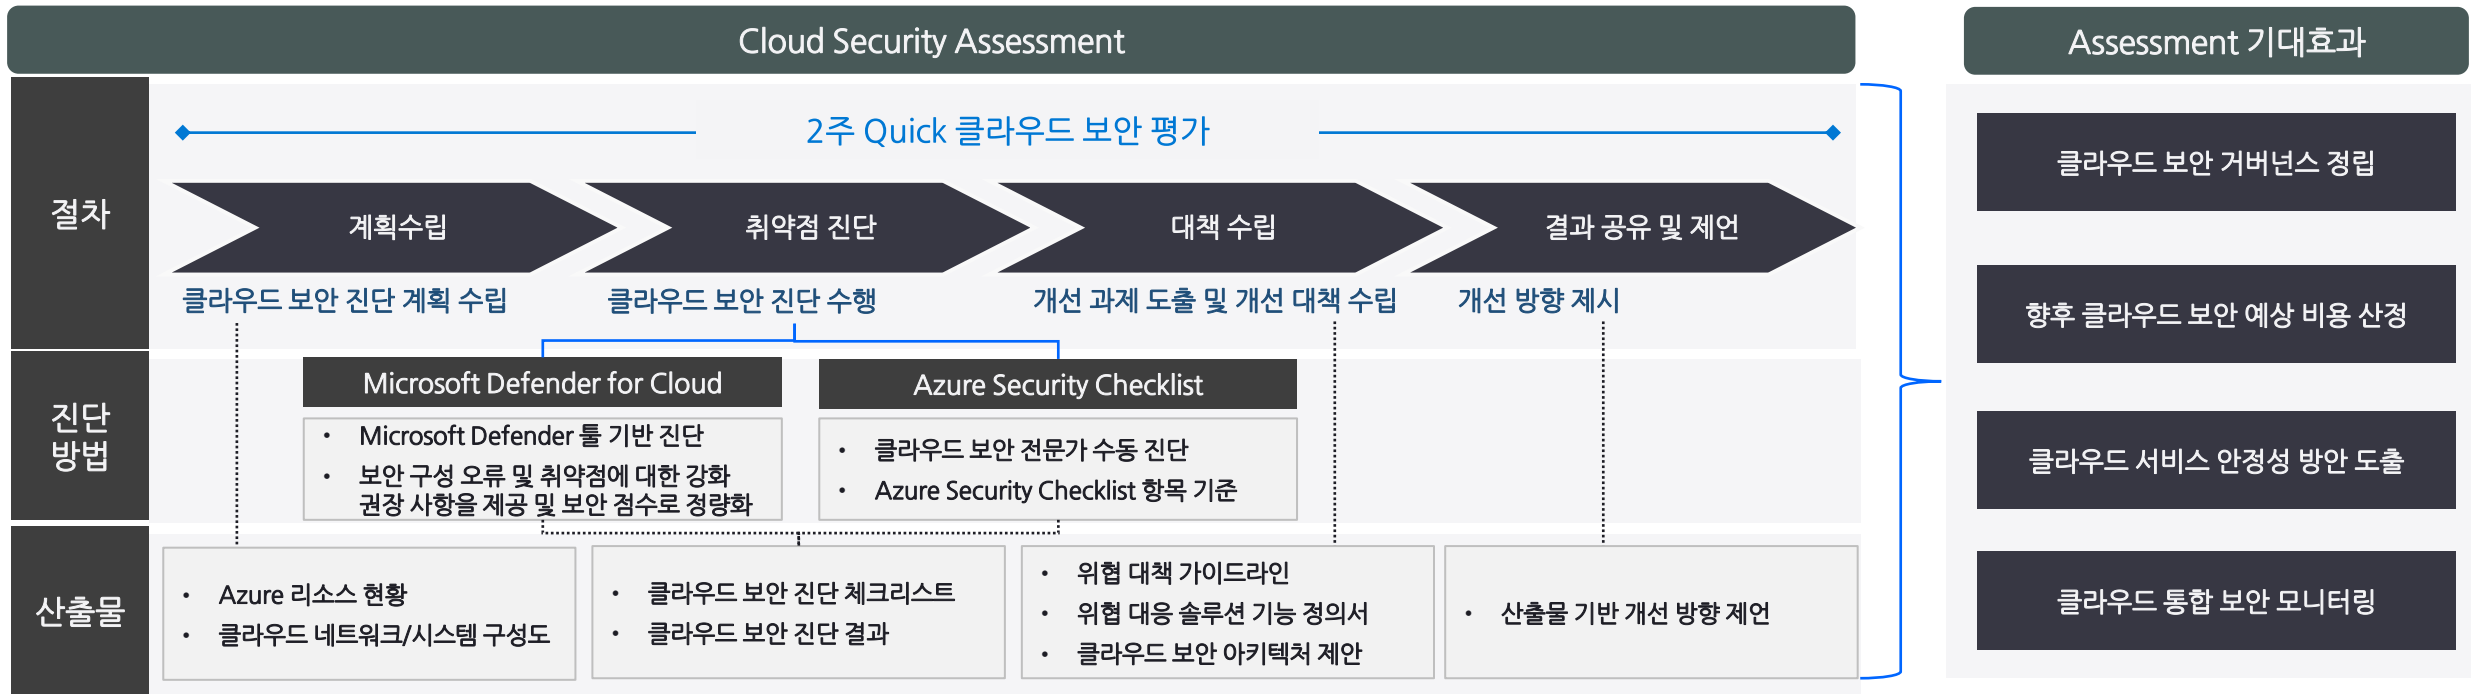 Cloud Security Assessment
Assessment 기대효과
절차
2주 Quick 클라우드 보안 평가
계획수립
취약점 진단
대책 수립
결과 공유 및 제언
클라우드 보안 진단 계획 수립
클라우드 보안 진단 수행
개선 과제 도출 및 개선 대책 수립
개선 방향 제시
진단
방법
Microsoft Defender for Cloud
• Microsoft Defender 툴 기반 진단
• 보안 구성 오류 및 취약점에 대한 강화
권장 사항을 제공 및 보안 점수로 정량화
Azure Security Checklist
• 클라우드 보안 전문가 수동 진단
• Azure Security Checklist 항목 기준
산출물
• Azure 리소스 현황
• 클라우드 네트워크/시스템 구성도
• 클라우드 보안 진단 체크리스트
• 클라우드 보안 진단 결과
• 위협 대책 가이드라인
• 위협 대응 솔루션 기능 정의서
• 클라우드 보안 아키텍처 제안
• 산출물 기반 개선 방향 제언
클라우드 보안 거버넌스 정립
향후 클라우드 보안 예상 비용 산정
클라우드 서비스 안정성 방안 도출
클라우드 통합 보안 모니터링